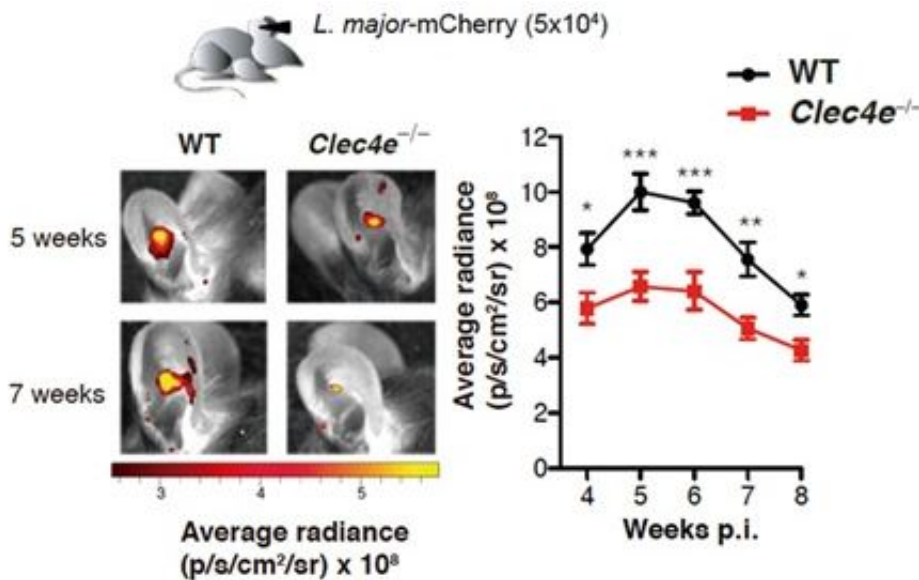 L. major-mCherry (5x10⁴)
WT
Clec4e⁻/⁻
WT
Clec4e⁻/⁻
5 weeks
7 weeks
3 4 5
Average radiance
(p/s/cm²/sr) x 10⁸
Average radiance
(p/s/cm²/sr) x 10⁸
12
10
8
6
4
2
0
* *** *** ** *
4 5 6 7 8
Weeks p.i.